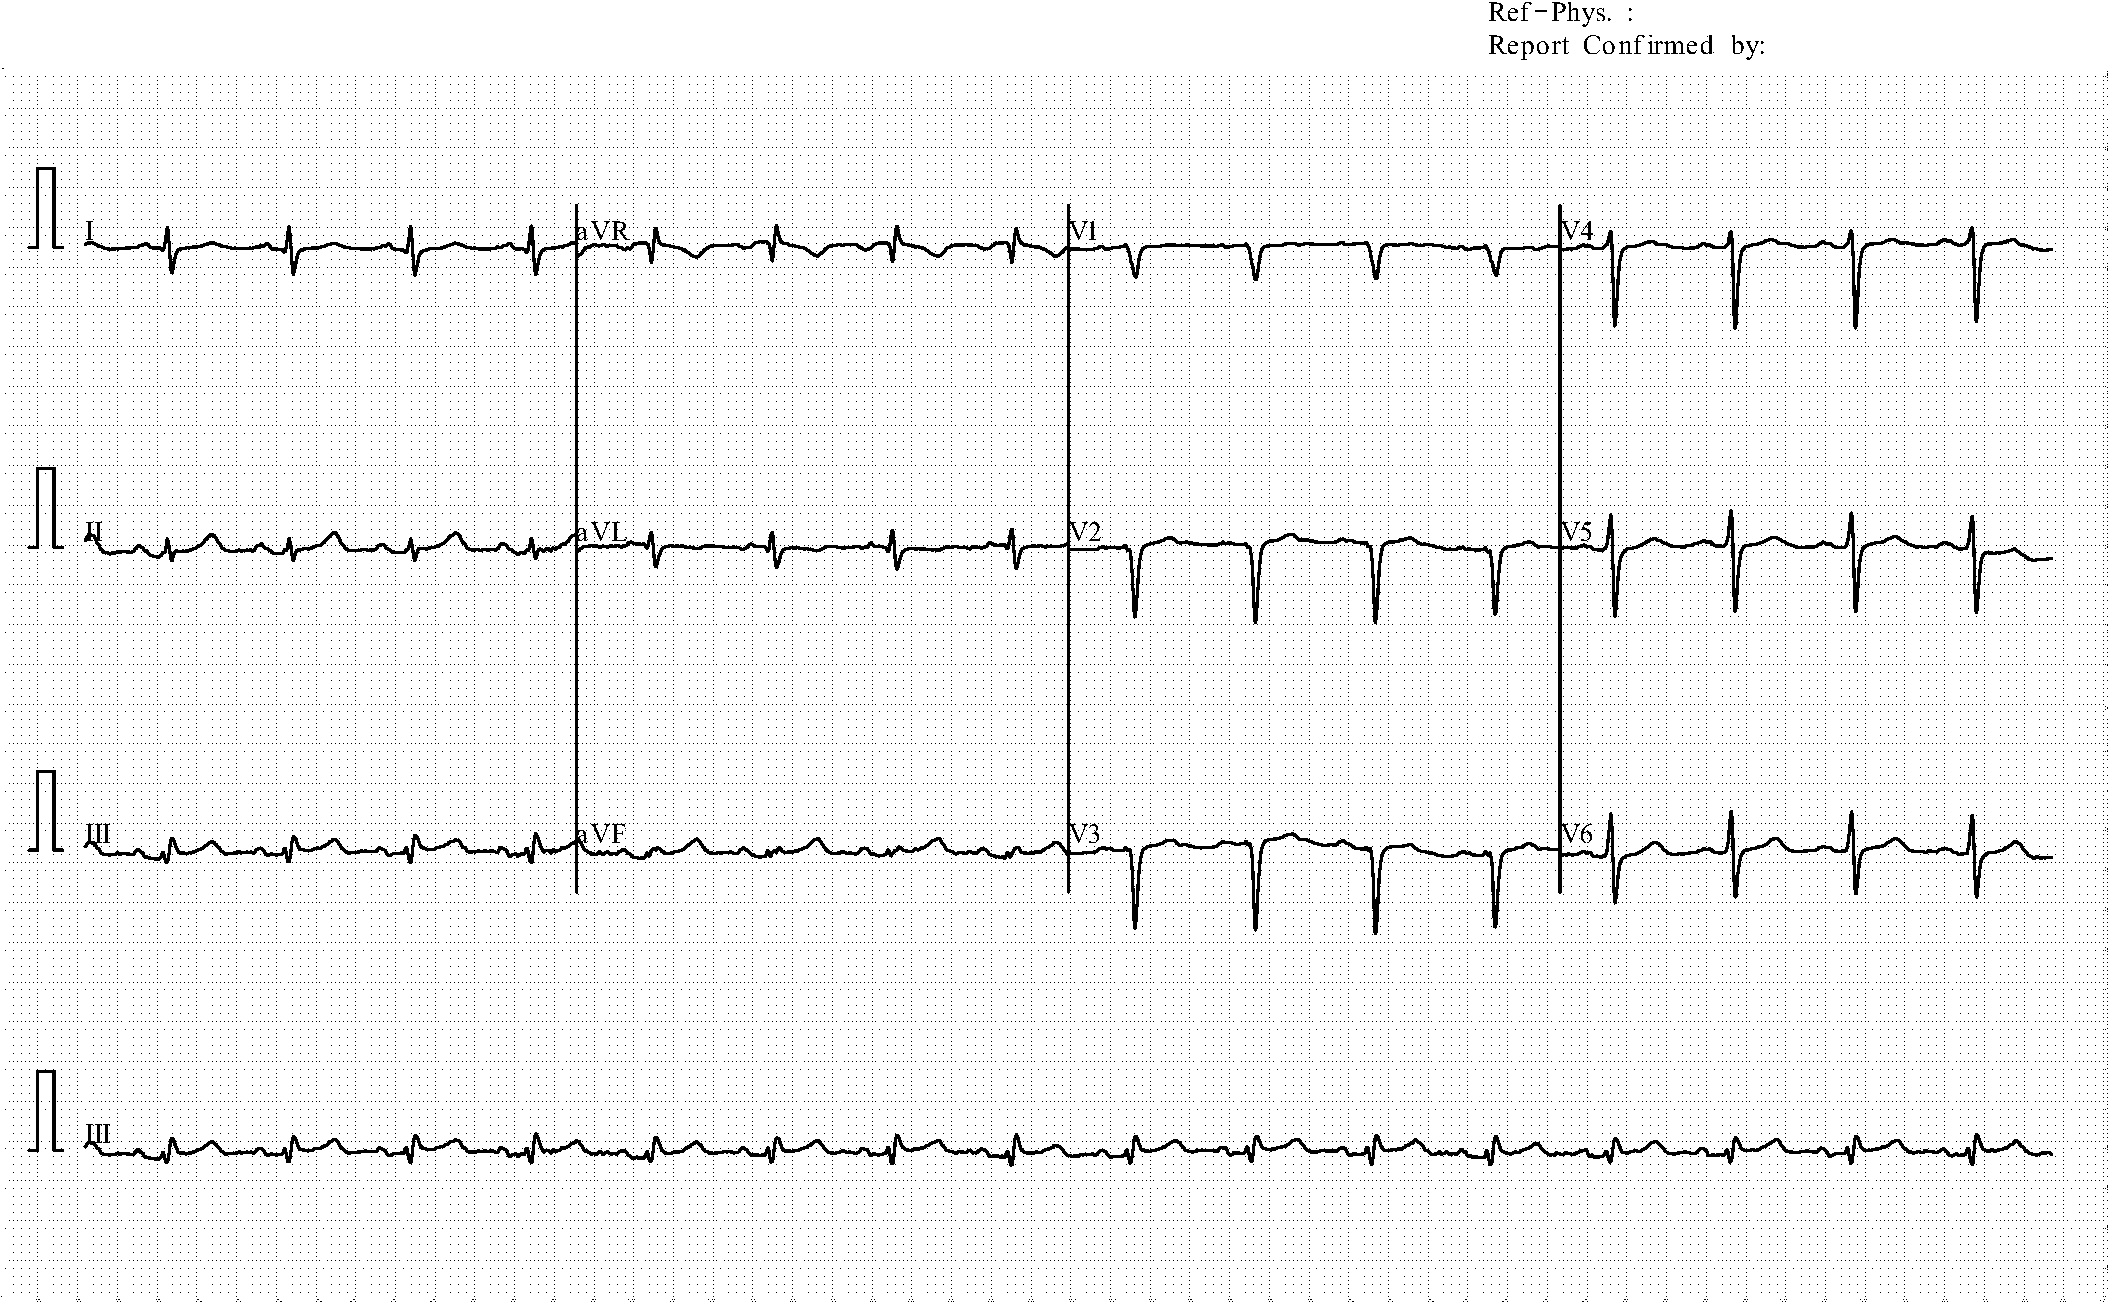 Ref-Phys. :
Report Confirmed by:
I
aVR
V1
V4
II
aVL
V2
V5
III
aVF
V3
V6
III